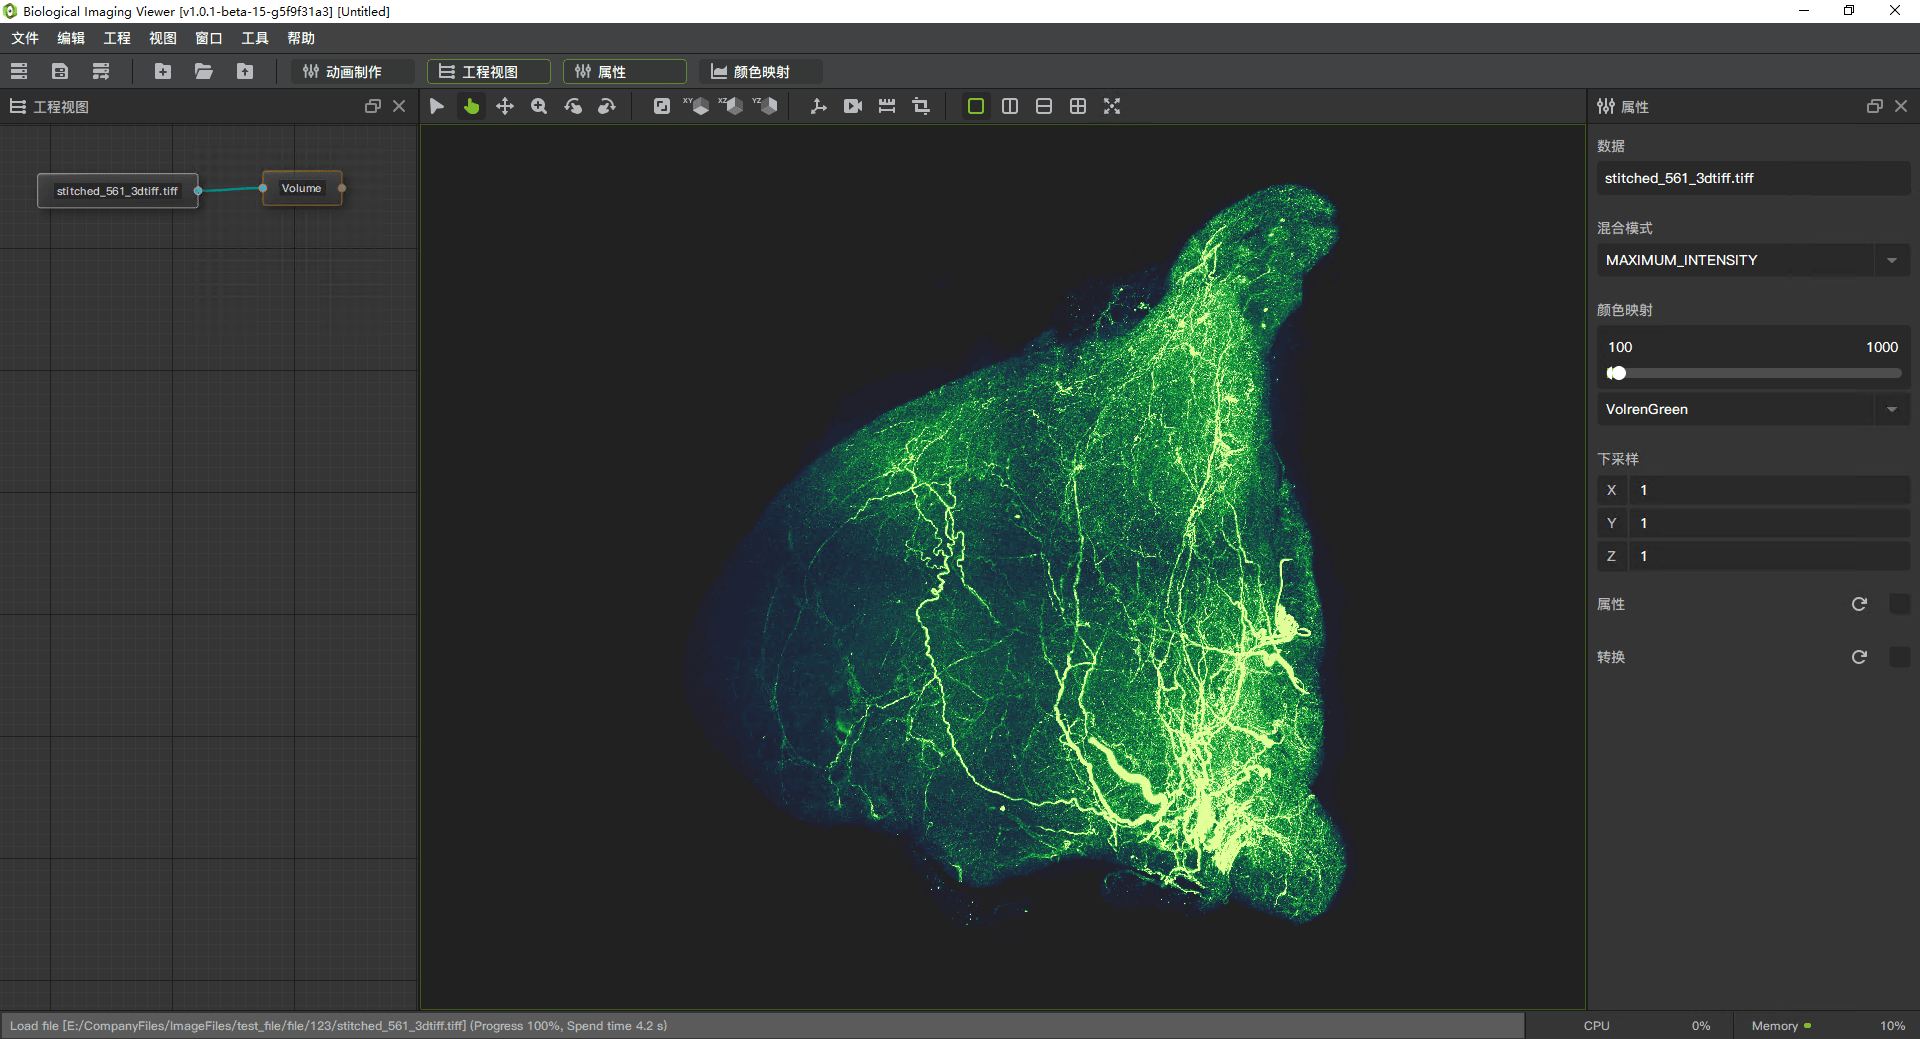 Biological Imaging Viewer [v1.0.1-beta-15-g5f9f31a3] [Untitled]
文件 编辑 工程 视图 窗口 工具 帮助
动画制作 工程视图 属性 颜色映射
工程视图
XY XZ YZ
属性
stitched_561_3dtiff.tiff
Volume
数据
stitched_561_3dtiff.tiff
混合模式
MAXIMUM_INTENSITY
颜色映射
100 1000
VolrenGreen
下采样
X 1
Y 1
Z 1
属性
转换
Load file [E:/CompanyFiles/ImageFiles/test_file/file/123/stitched_561_3dtiff.tiff] (Progress 100%, Spend time 4.2 s)
CPU 0% Memory 10%